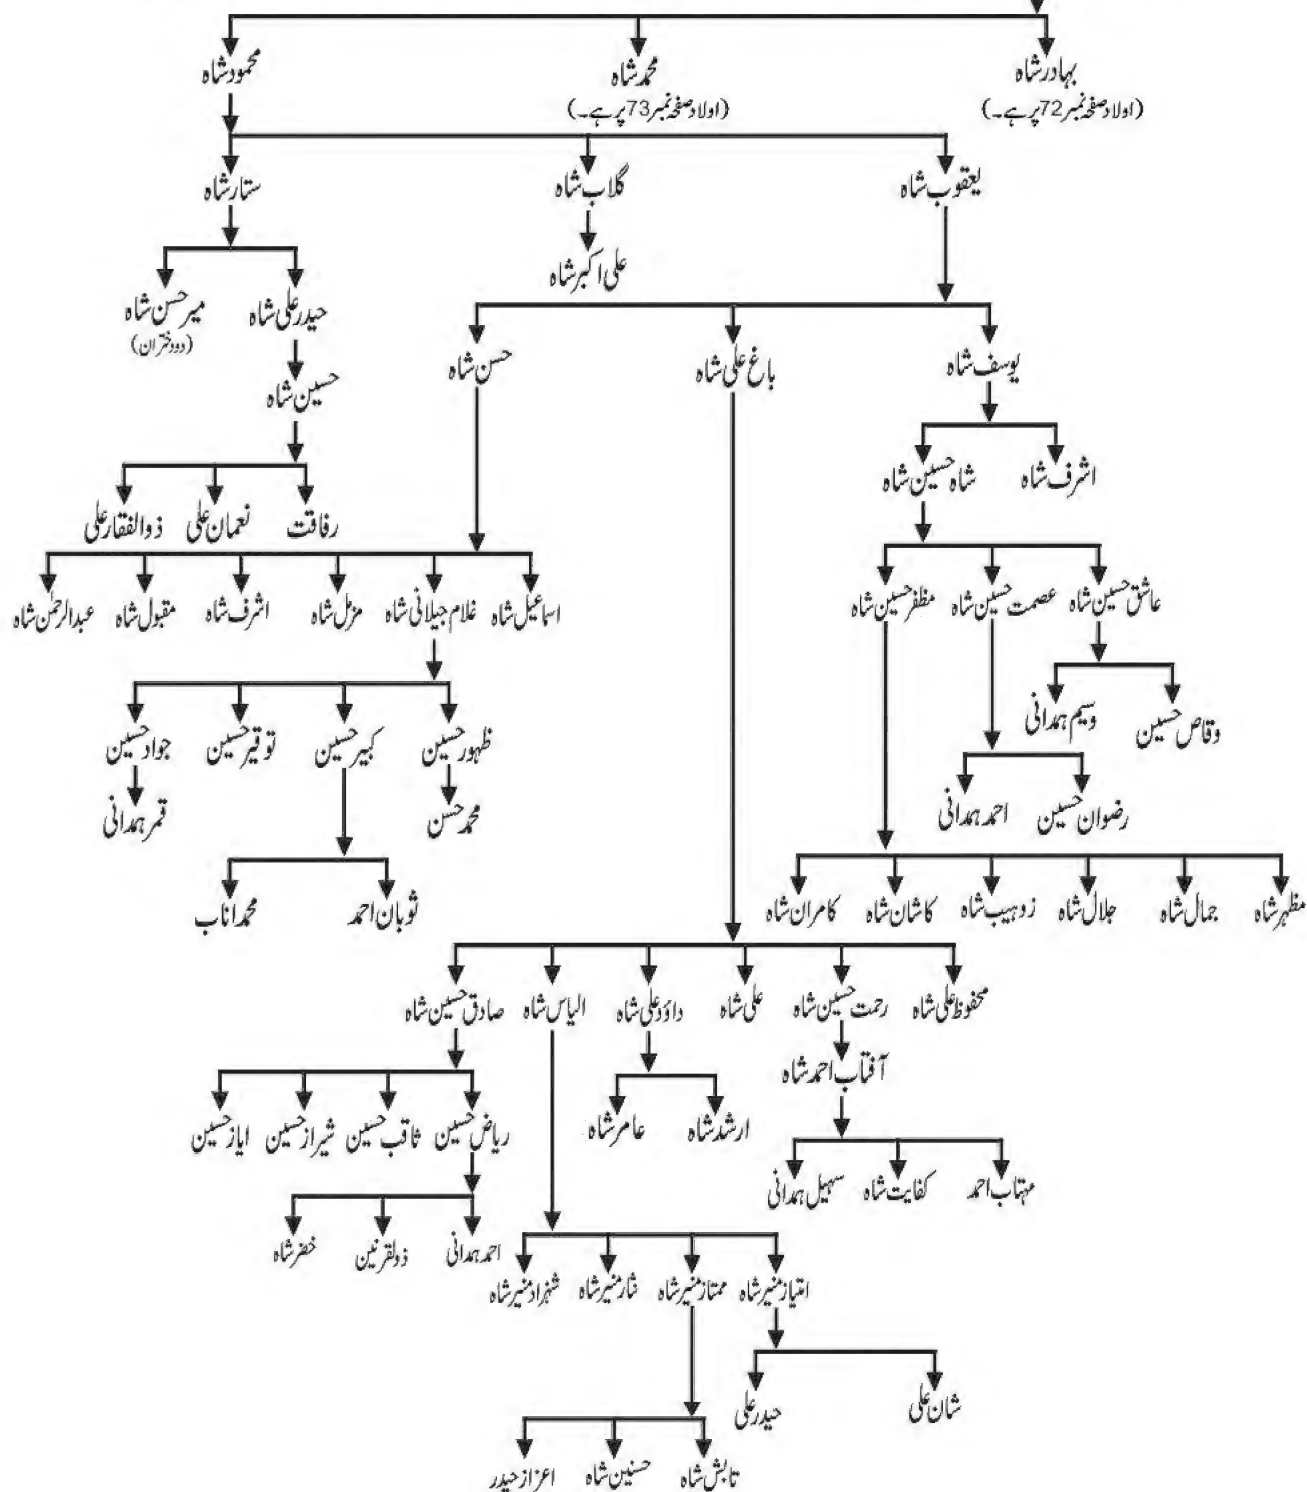 بہادر شاہ
محمد شاہ
محمود شاہ
(اولاد صفحہ نمبر 72 پر ہے۔)
(اولاد صفحہ نمبر 73 پر ہے۔)
یعقوب شاہ
گلاب شاہ
ستار شاہ
علی اکبر شاہ
حیدر علی شاہ
میر حسن شاہ
(دو دختران)
یوسف شاہ
باغ علی شاہ
حسن شاہ
حسین شاہ
اشرف شاہ
شاہ حسین شاہ
رفاقت
نعمان علی
ذوالفقار علی
عاشق حسین شاہ
عصمت حسین شاہ
مظفر حسین شاہ
اسماعیل شاہ
غلام جیلانی شاہ
مزمل شاہ
اشرف شاہ
مقبول شاہ
عبدالرحمٰن شاہ
وقاص حسین
وسیم ہمدانی
ظہور حسین
کبیر حسین
توقیر حسین
جواد حسین
رضوان حسین
احمد ہمدانی
محمد حسن
قمر ہمدانی
مظہر شاہ
جمال شاہ
جلال شاہ
زوہیب شاہ
کاشان شاہ
کامران شاہ
ثوبان احمد
محمد اناب
محفوظ علی شاہ
رحمت حسین شاہ
علی شاہ
داؤد علی شاہ
الیاس شاہ
صادق حسین شاہ
آفتاب احمد شاہ
ارشد شاہ
عامر شاہ
ریاض حسین
ثاقب حسین
شیراز حسین
ایاز حسین
مہتاب احمد
کفایت شاہ
سہیل ہمدانی
احمد ہمدانی
ذولقرنین
خضر شاہ
امتیاز منیر شاہ
ممتاز منیر شاہ
نثار منیر شاہ
شہزاد منیر شاہ
شان علی
حیدر علی
تابش شاہ
حسنین شاہ
اعزاز حیدر